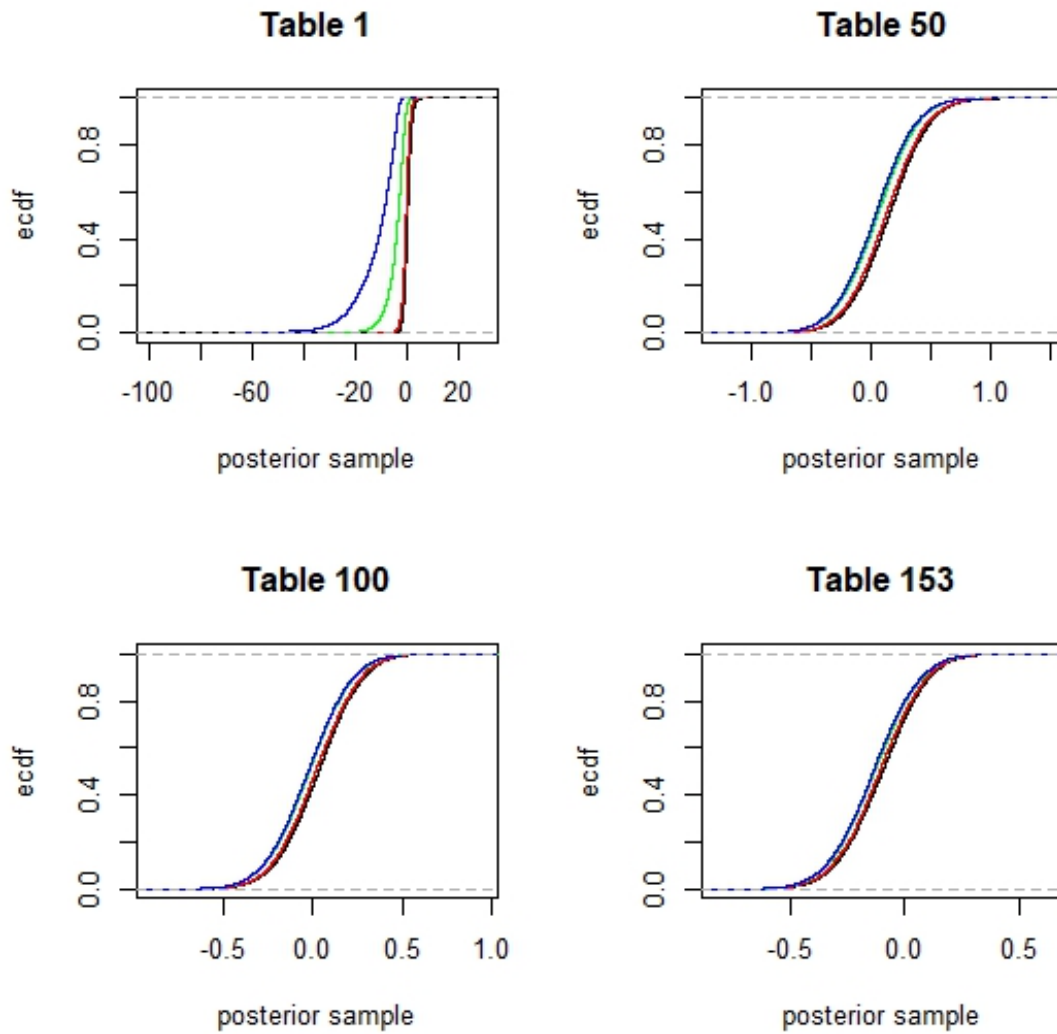 Table 1
ecdf
0.0 0.4 0.8
-100 -60 -20 0 20
posterior sample
Table 50
ecdf
0.0 0.4 0.8
-1.0 0.0 1.0
posterior sample
Table 100
ecdf
0.0 0.4 0.8
-0.5 0.0 0.5 1.0
posterior sample
Table 153
ecdf
0.0 0.4 0.8
-0.5 0.0 0.5
posterior sample